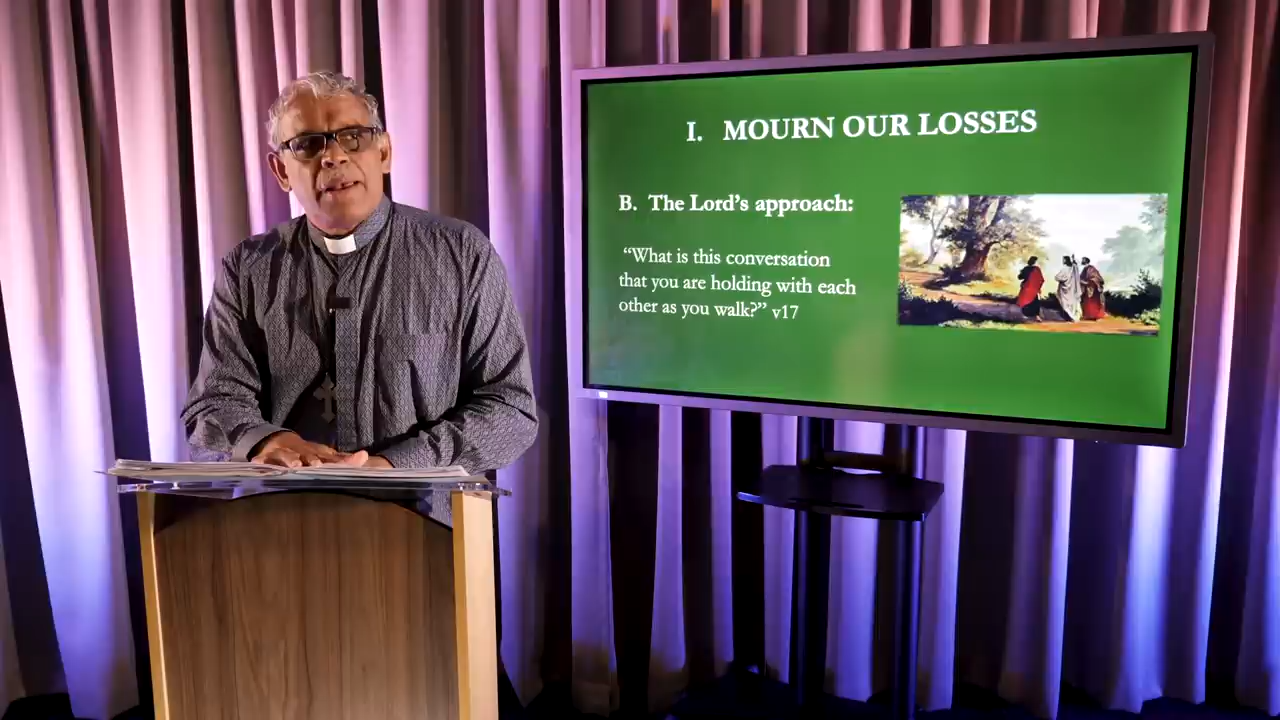 I. MOURN OUR LOSSES
B. The Lord's approach:
“What is this conversation
that you are holding with each
other as you walk?” v17